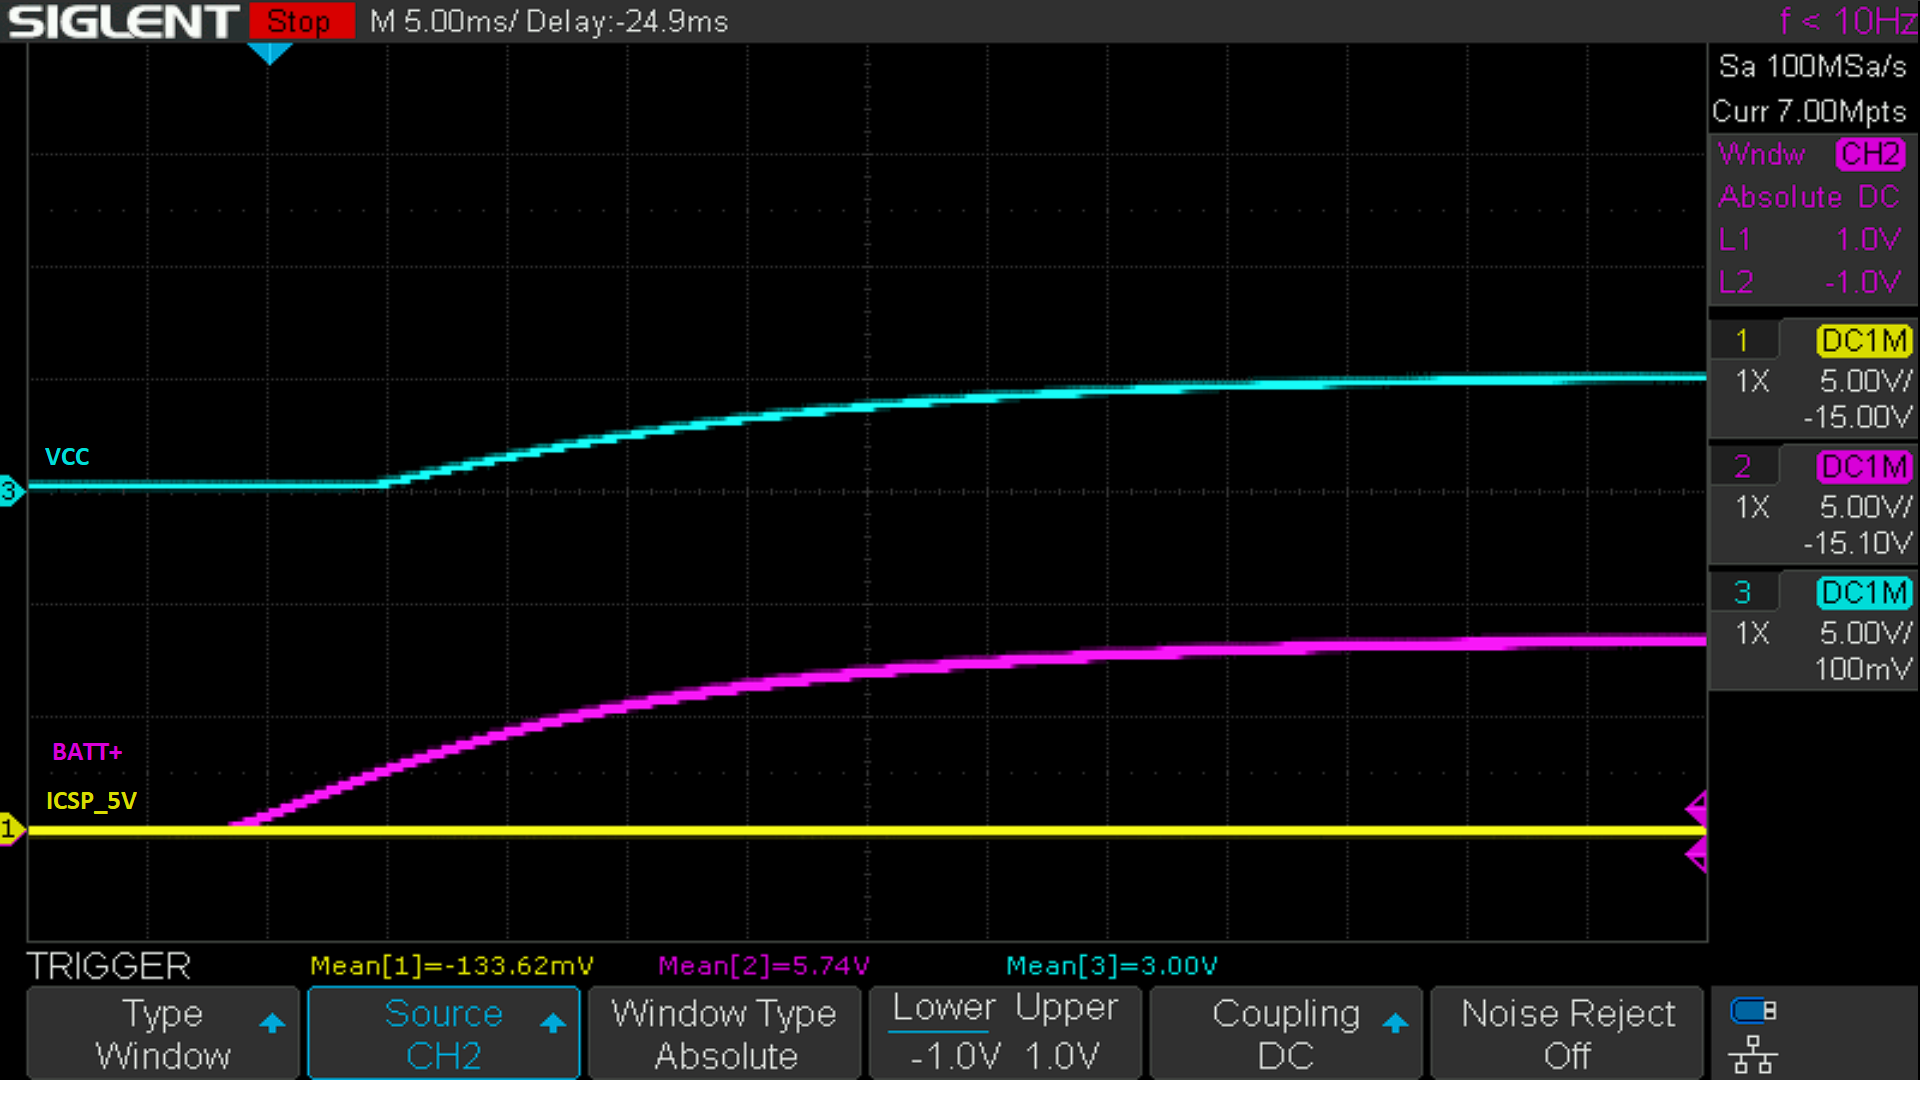 SIGLENT Stop M 5.00ms/ Delay:-24.9ms f < 10Hz
Sa 100MSa/s
Curr 7.00Mpts
Wndw CH2
Absolute DC
L1 1.0V
L2 -1.0V
1 DC1M
1X 5.00V/
-15.00V
2 DC1M
1X 5.00V/
-15.10V
3 DC1M
1X 5.00V/
100mV
VCC
3
BATT+
ICSP_5V
1
TRIGGER Mean[1]=-133.62mV Mean[2]=5.74V Mean[3]=3.00V
Type
Window
Source
CH2
Window Type
Absolute
Lower Upper
-1.0V 1.0V
Coupling
DC
Noise Reject
Off